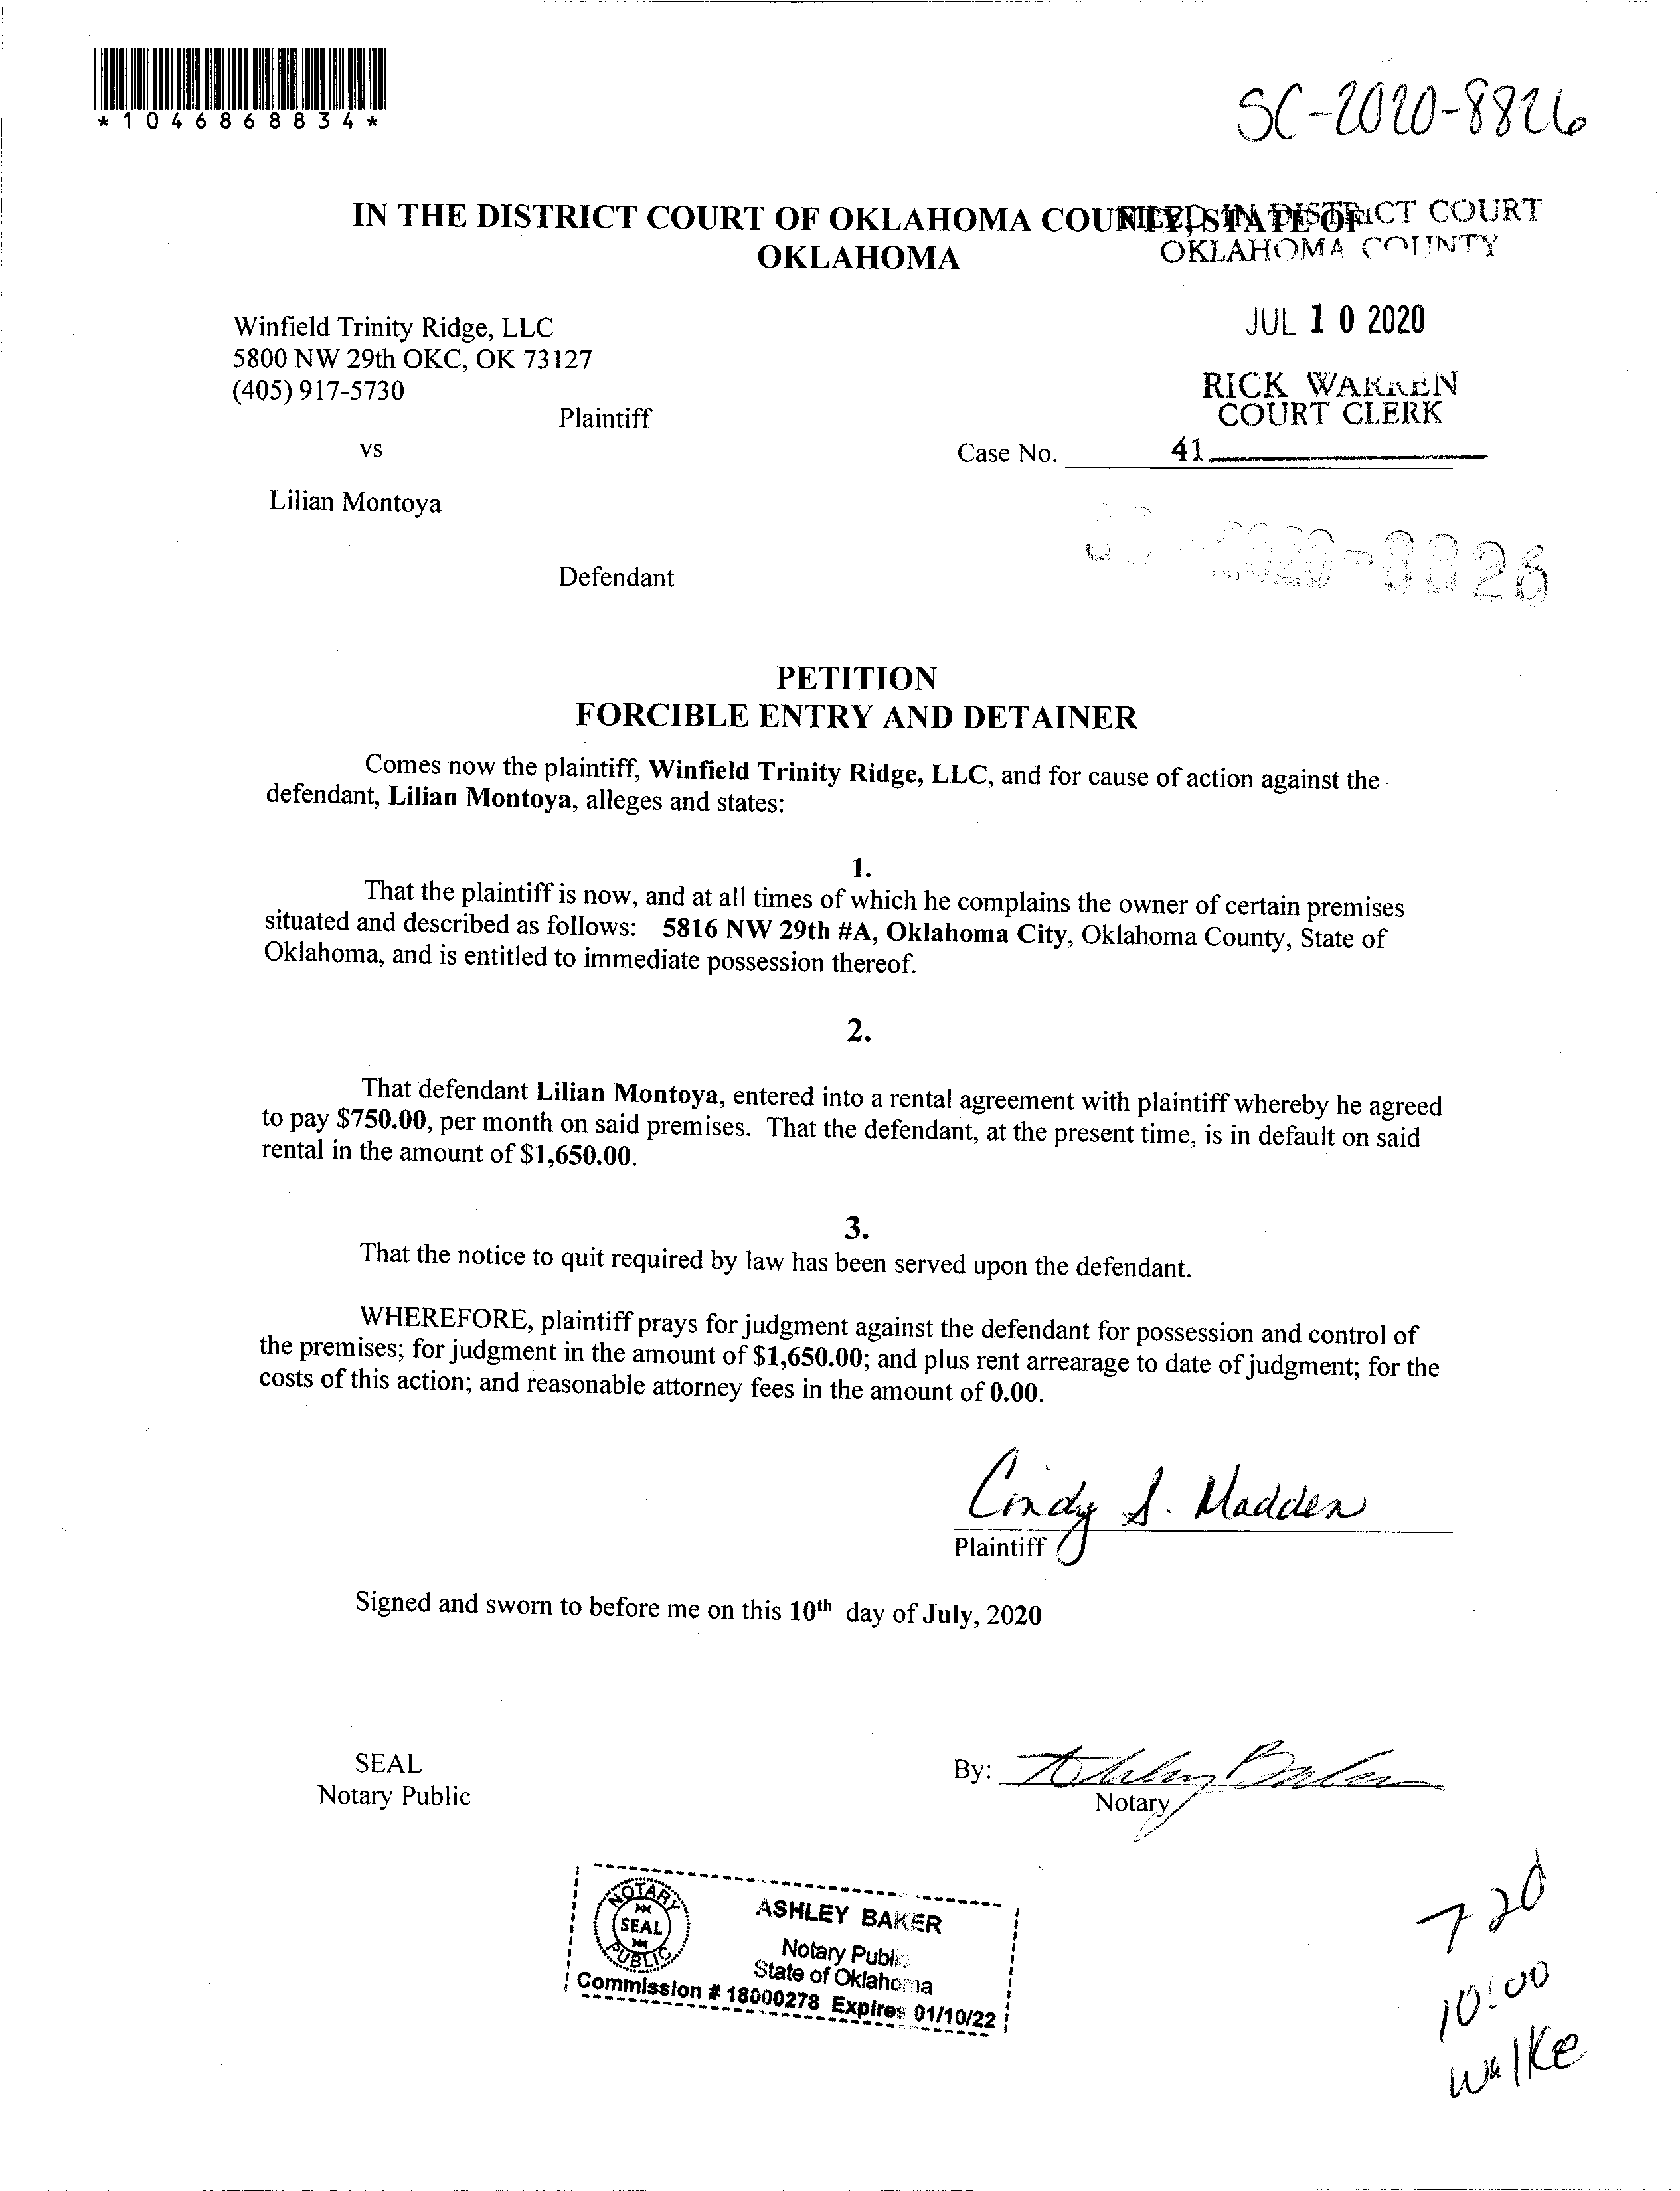 *1046868834*
SC-2020-8826
IN THE DISTRICT COURT OF OKLAHOMA COUNTY, STATE OF
OKLAHOMA
FILED IN DISTRICT COURT
OKLAHOMA COUNTY
JUL 10 2020
RICK WARREN
COURT CLERK
41
Winfield Trinity Ridge, LLC
5800 NW 29th OKC, OK 73127
(405) 917-5730
Plaintiff
vs
Case No.
Lilian Montoya
SC-2020-8826
Defendant
PETITION
FORCIBLE ENTRY AND DETAINER
Comes now the plaintiff, Winfield Trinity Ridge, LLC, and for cause of action against the
defendant, Lilian Montoya, alleges and states:
1.
That the plaintiff is now, and at all times of which he complains the owner of certain premises
situated and described as follows: 5816 NW 29th #A, Oklahoma City, Oklahoma County, State of
Oklahoma, and is entitled to immediate possession thereof.
2.
That defendant Lilian Montoya, entered into a rental agreement with plaintiff whereby he agreed
to pay $750.00, per month on said premises. That the defendant, at the present time, is in default on said
rental in the amount of $1,650.00.
3.
That the notice to quit required by law has been served upon the defendant.
WHEREFORE, plaintiff prays for judgment against the defendant for possession and control of
the premises; for judgment in the amount of $1,650.00; and plus rent arrearage to date of judgment; for the
costs of this action; and reasonable attorney fees in the amount of 0.00.
Cindy S. Madden
Plaintiff
Signed and sworn to before me on this 10th day of July, 2020
SEAL
Notary Public
By: Ashley Baker
Notary
NOTARY
SEAL
PUBLIC
ASHLEY BAKER
Notary Public
State of Oklahoma
Commission # 18000278 Expires 01/10/22
7 20
10:00
Walke